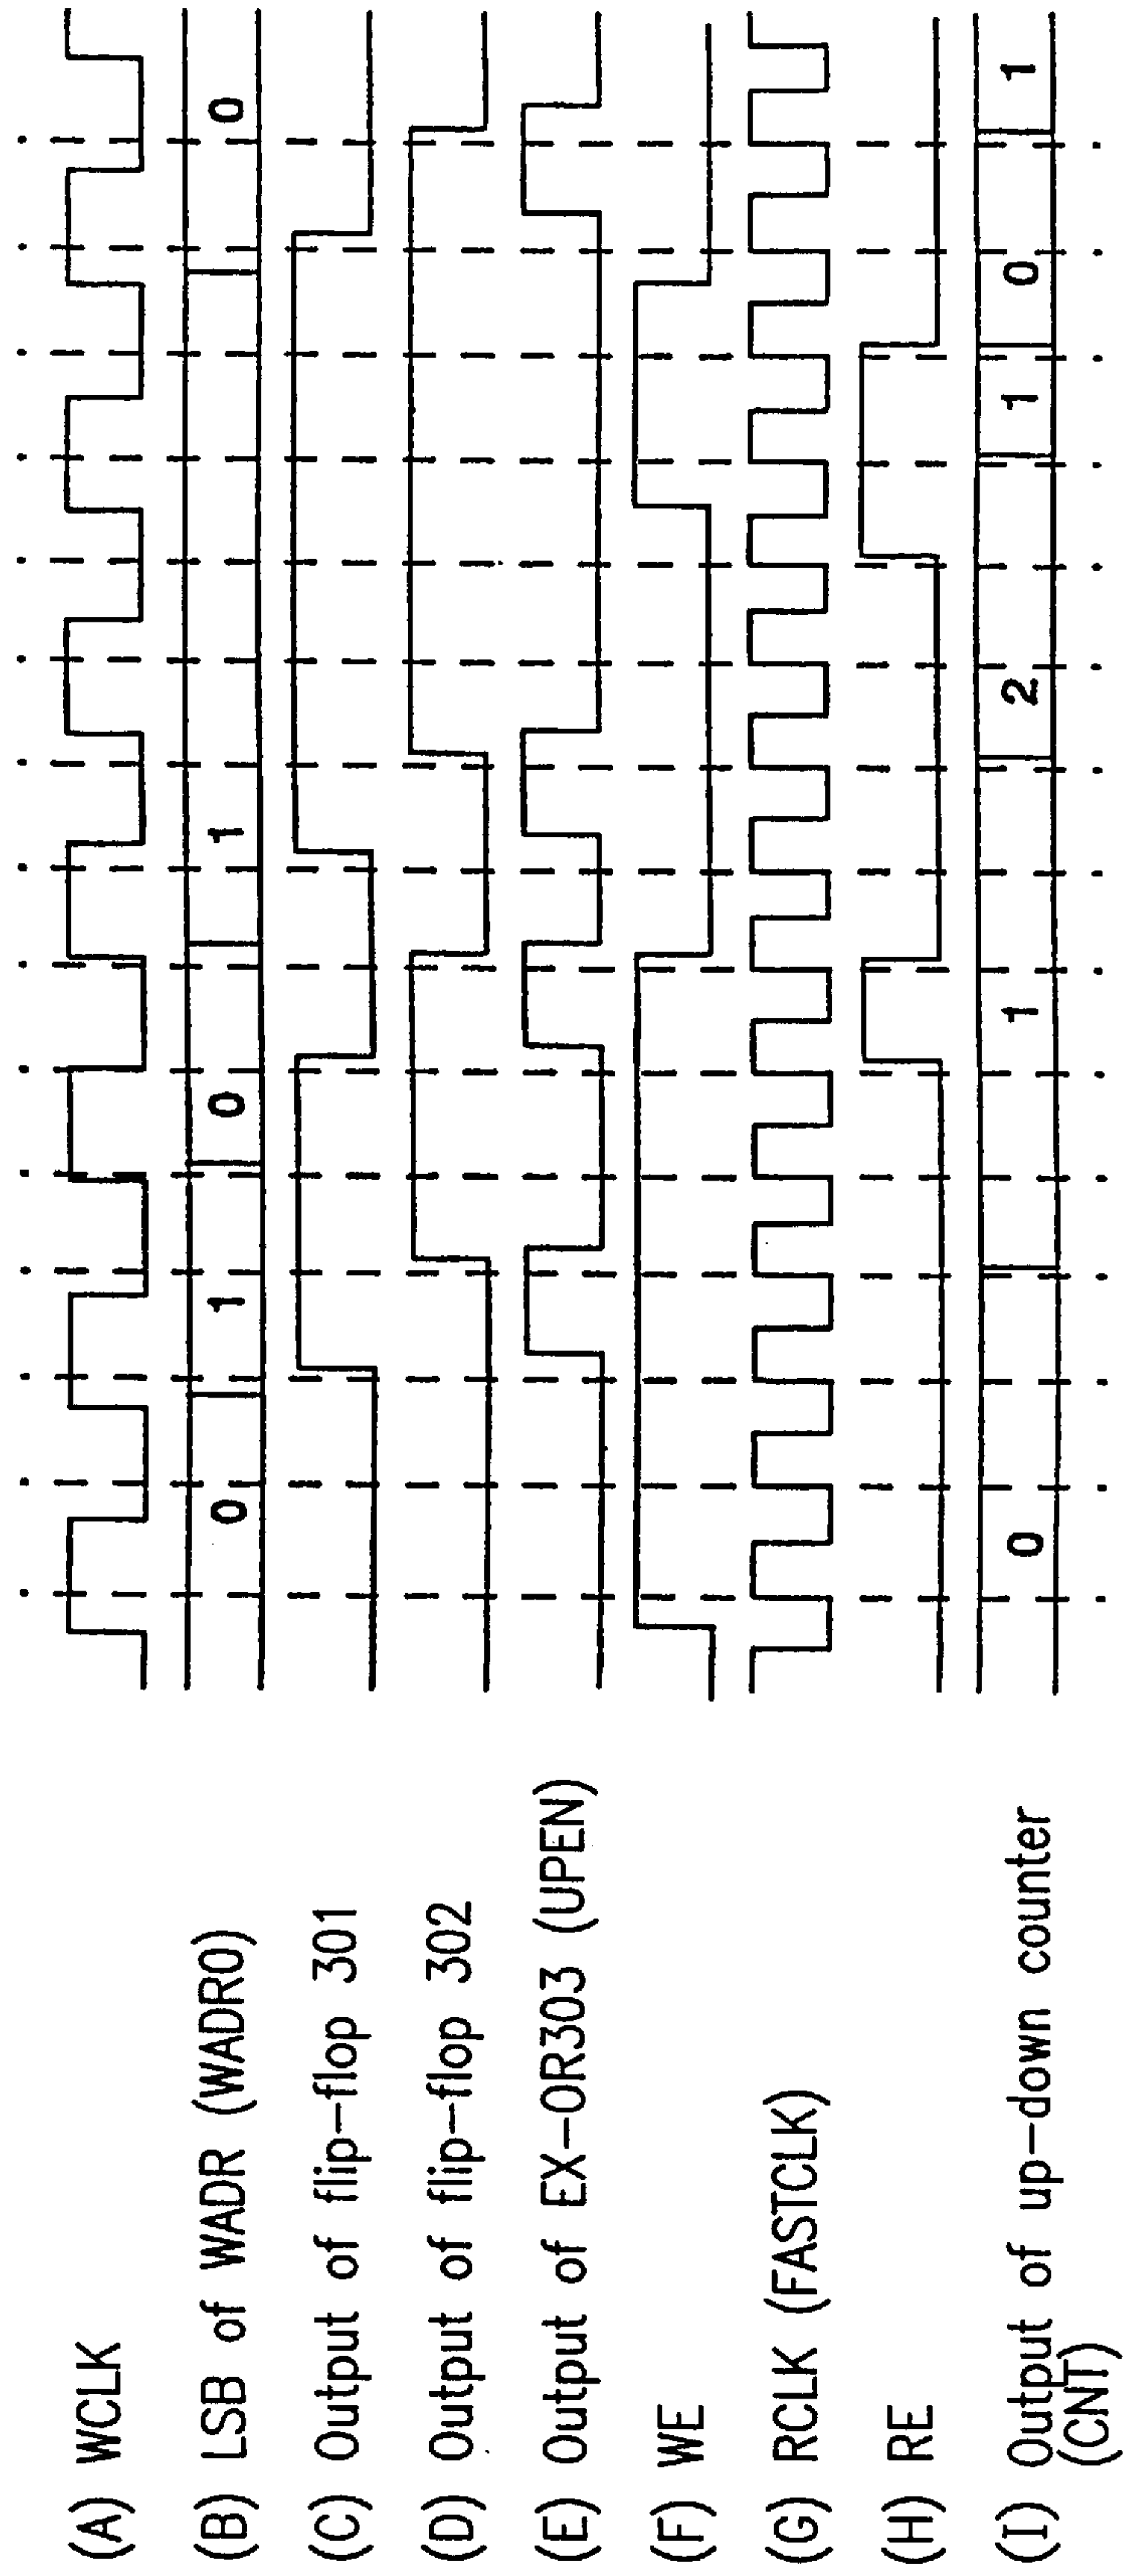 (A) WCLK
(B) LSB of WADR (WADR0)
0 1 0 1 0
(C) Output of flip-flop 301
(D) Output of flip-flop 302
(E) Output of EX-OR303 (UPEN)
(F) WE
(G) RCLK (FASTCLK)
(H) RE
(I) Output of up-down counter
(CNT)
0 1 2 1 0 1